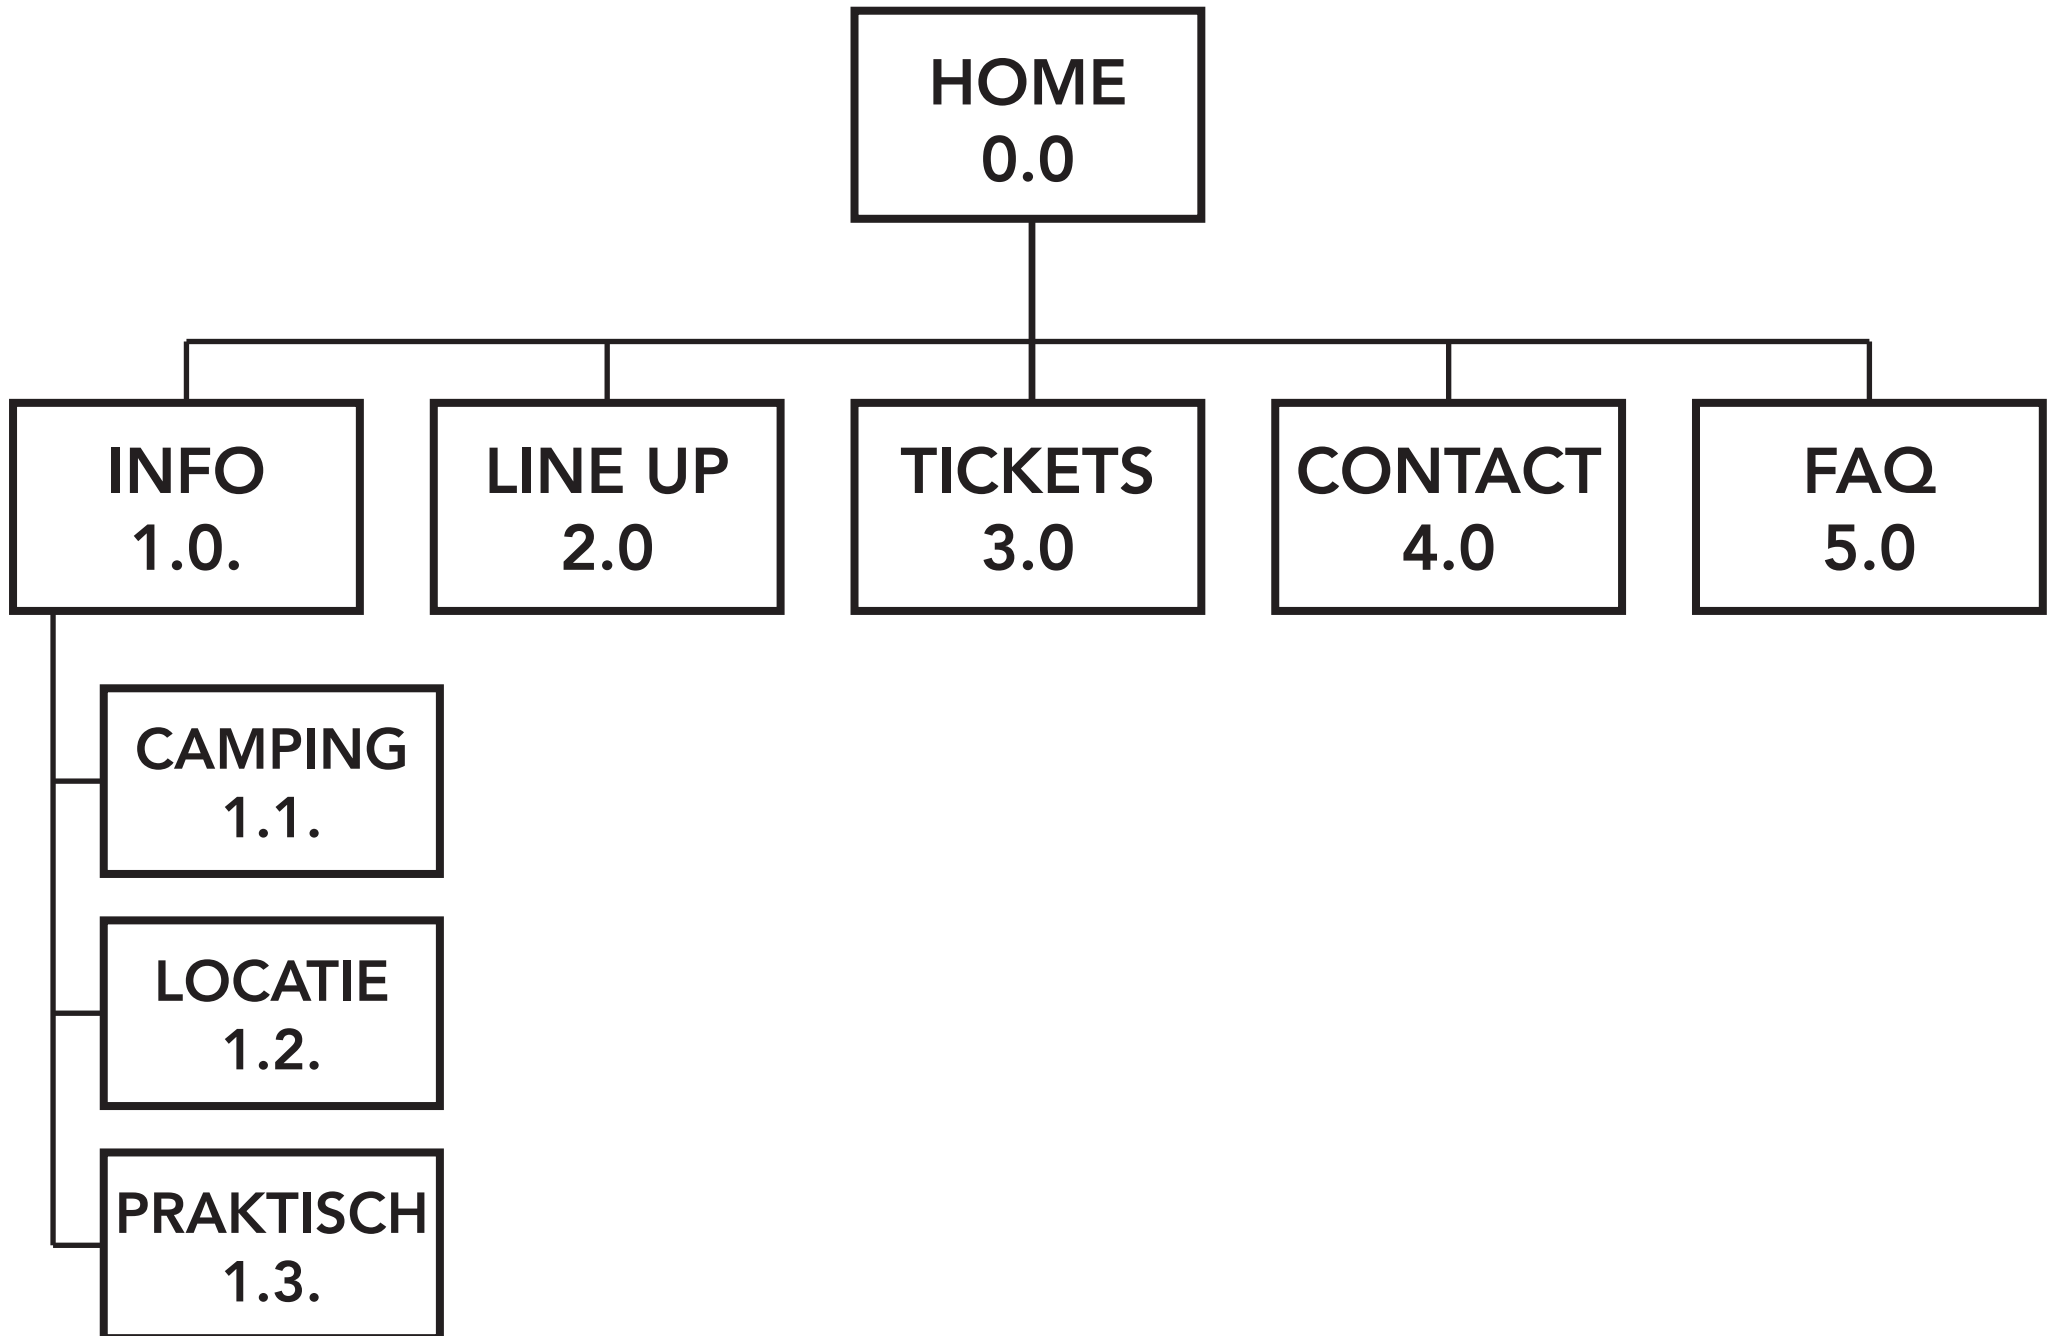 HOME
0.0
INFO
1.0.
LINE UP
2.0
TICKETS
3.0
CONTACT
4.0
FAQ
5.0
CAMPING
1.1.
LOCATIE
1.2.
PRAKTISCH
1.3.